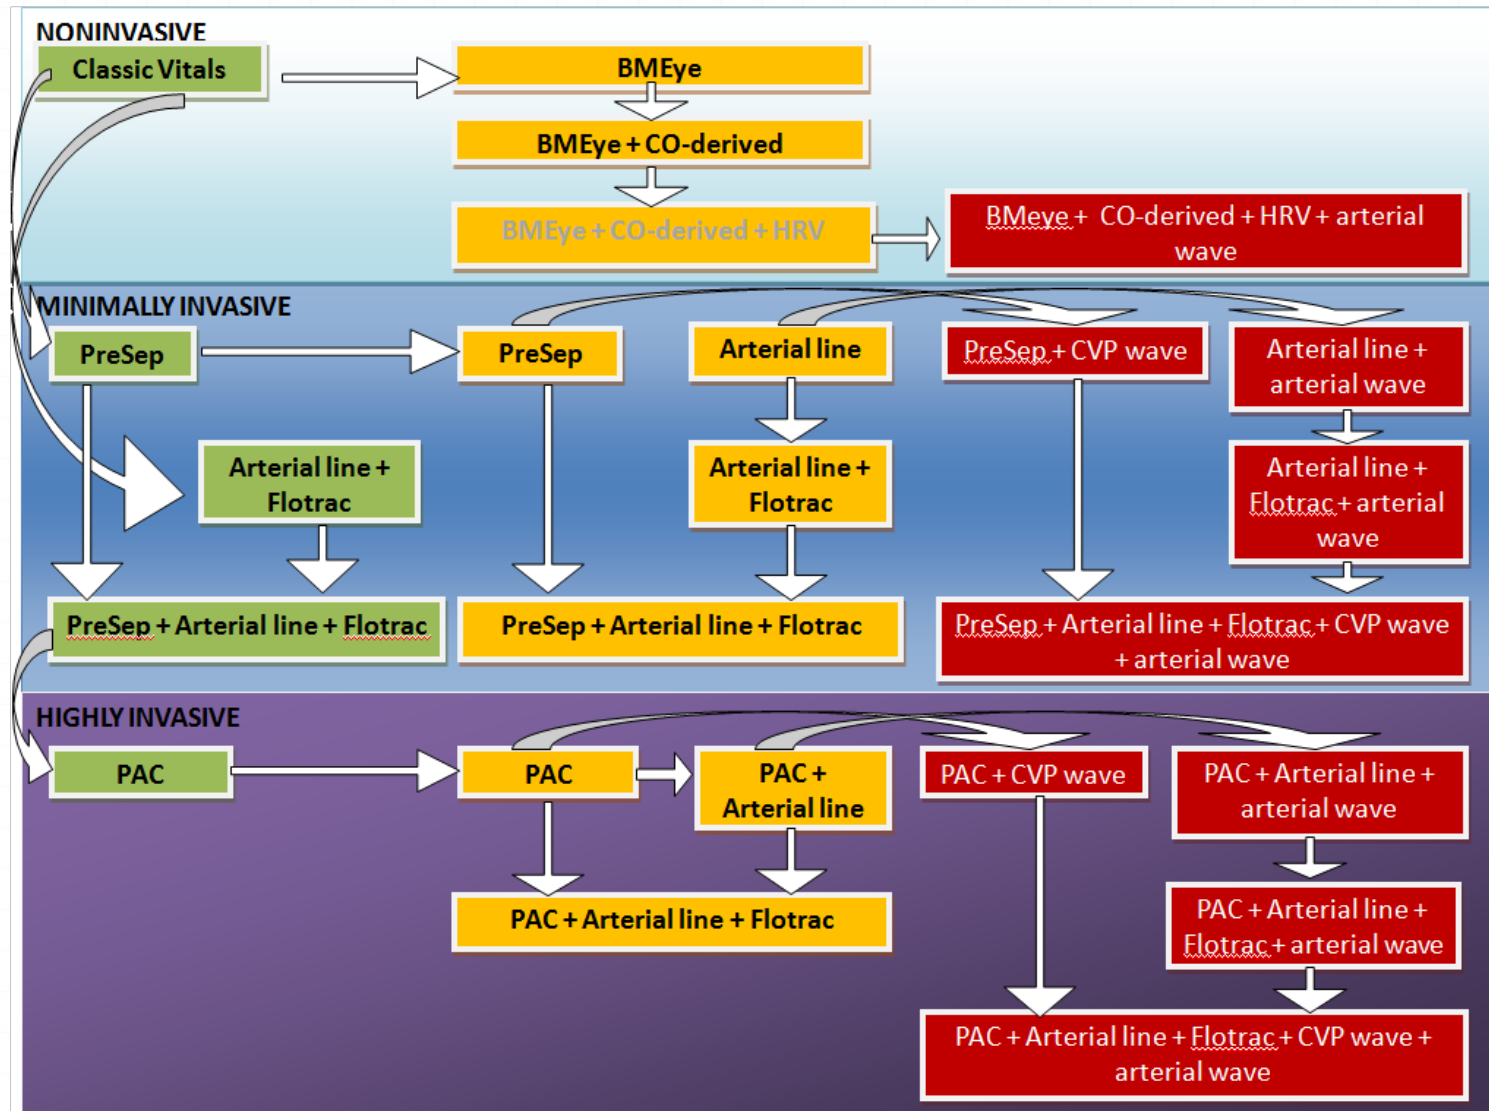 NONINVASIVE
Classic Vitals
BMEye
BMEye + CO-derived
BMEye + CO-derived + HRV
BMeye + CO-derived + HRV + arterial
wave
MINIMALLY INVASIVE
PreSep
PreSep
Arterial line
PreSep + CVP wave
Arterial line +
arterial wave
Arterial line +
Flotrac
Arterial line +
Flotrac
Arterial line +
Flotrac + arterial
wave
PreSep + Arterial line + Flotrac
PreSep + Arterial line + Flotrac
PreSep + Arterial line + Flotrac + CVP wave
+ arterial wave
HIGHLY INVASIVE
PAC
PAC
PAC +
Arterial line
PAC + CVP wave
PAC + Arterial line +
arterial wave
PAC + Arterial line + Flotrac
PAC + Arterial line +
Flotrac + arterial wave
PAC + Arterial line + Flotrac + CVP wave +
arterial wave